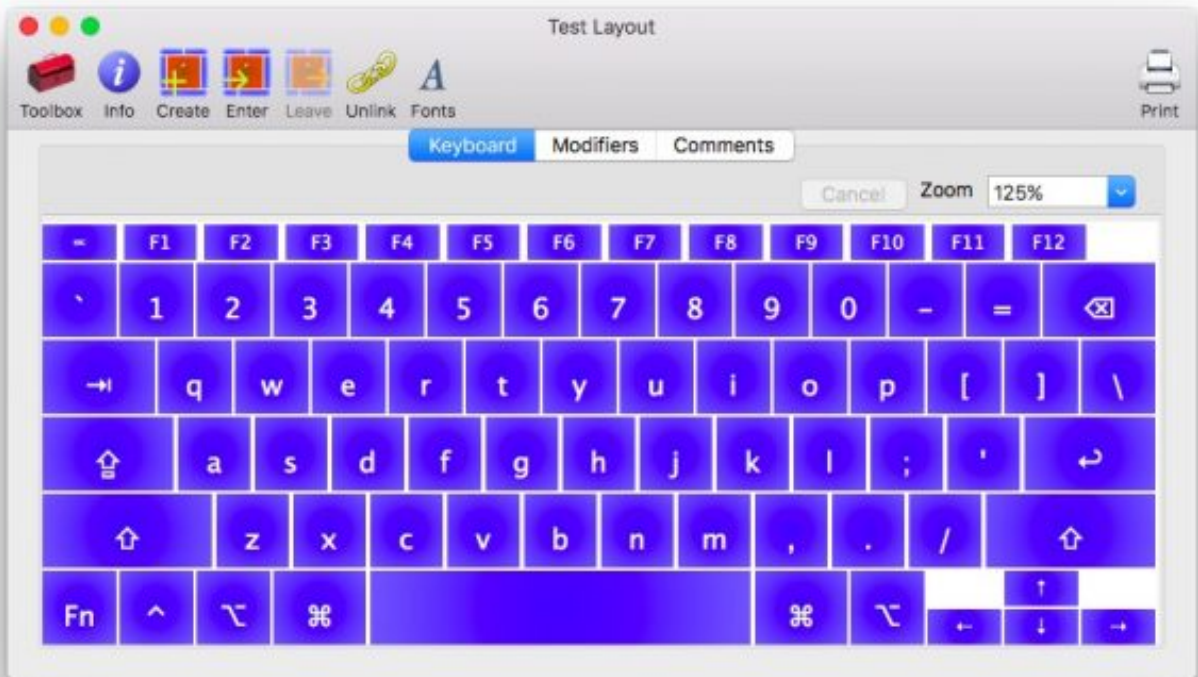 Test Layout
Toolbox Info Create Enter Leave Unlink Fonts Print
Keyboard Modifiers Comments
Cancel Zoom 125%
F1 F2 F3 F4 F5 F6 F7 F8 F9 F10 F11 F12
` 1 2 3 4 5 6 7 8 9 0 - = ⌫
⇥ q w e r t y u i o p [ ] \
⇪ a s d f g h j k l ; ' ↩
⇧ z x c v b n m , . / ⇧
Fn ^ ⌥ ⌘ ⌘ ⌥ ← ↑ ↓ →